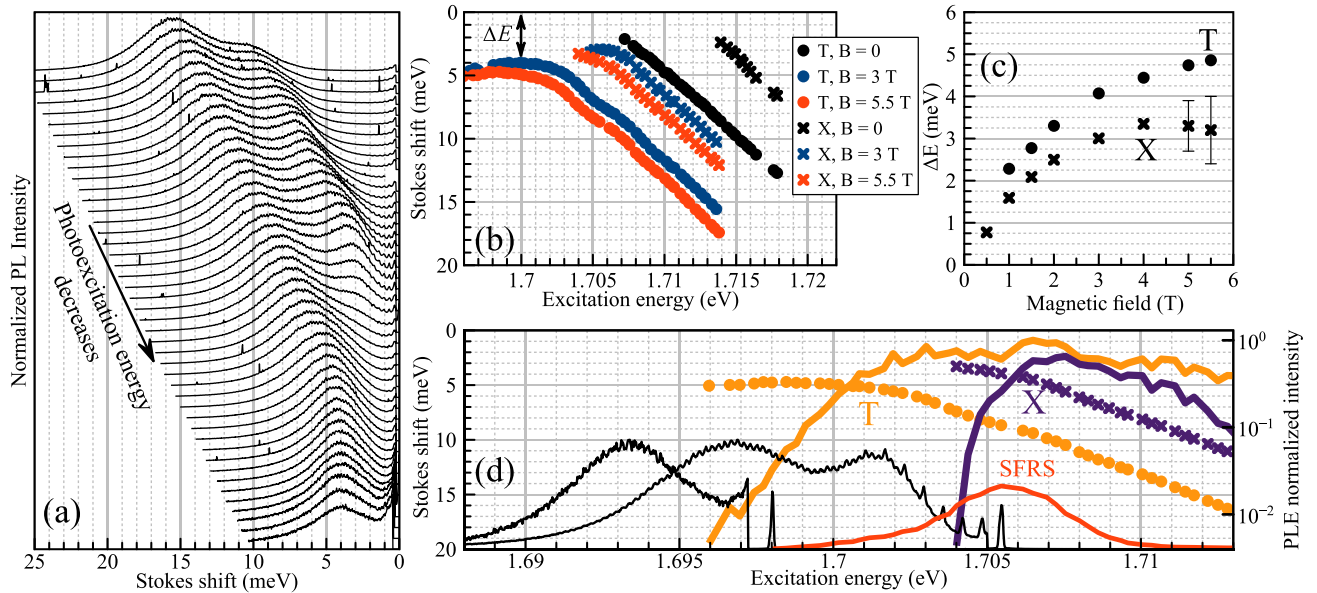 Normalized PL Intensity
Photoexcitation energy
decreases
(a)
25 20 15 10 5 0
Stokes shift (meV)
0
5
10
15
20
Stokes shift (meV)
ΔE
(b)
1.7 1.705 1.71 1.715 1.72
Excitation energy (eV)
T, B = 0
T, B = 3 T
T, B = 5.5 T
X, B = 0
X, B = 3 T
X, B = 5.5 T
6
5
4
3
2
1
0
ΔE (meV)
(c)
T
X
0 1 2 3 4 5 6
Magnetic field (T)
0
5
10
15
20
Stokes shift (meV)
(d)
T
X
SFRS
1.69 1.695 1.7 1.705 1.71
Excitation energy (eV)
10⁰
10⁻¹
10⁻²
PLE normalized intensity